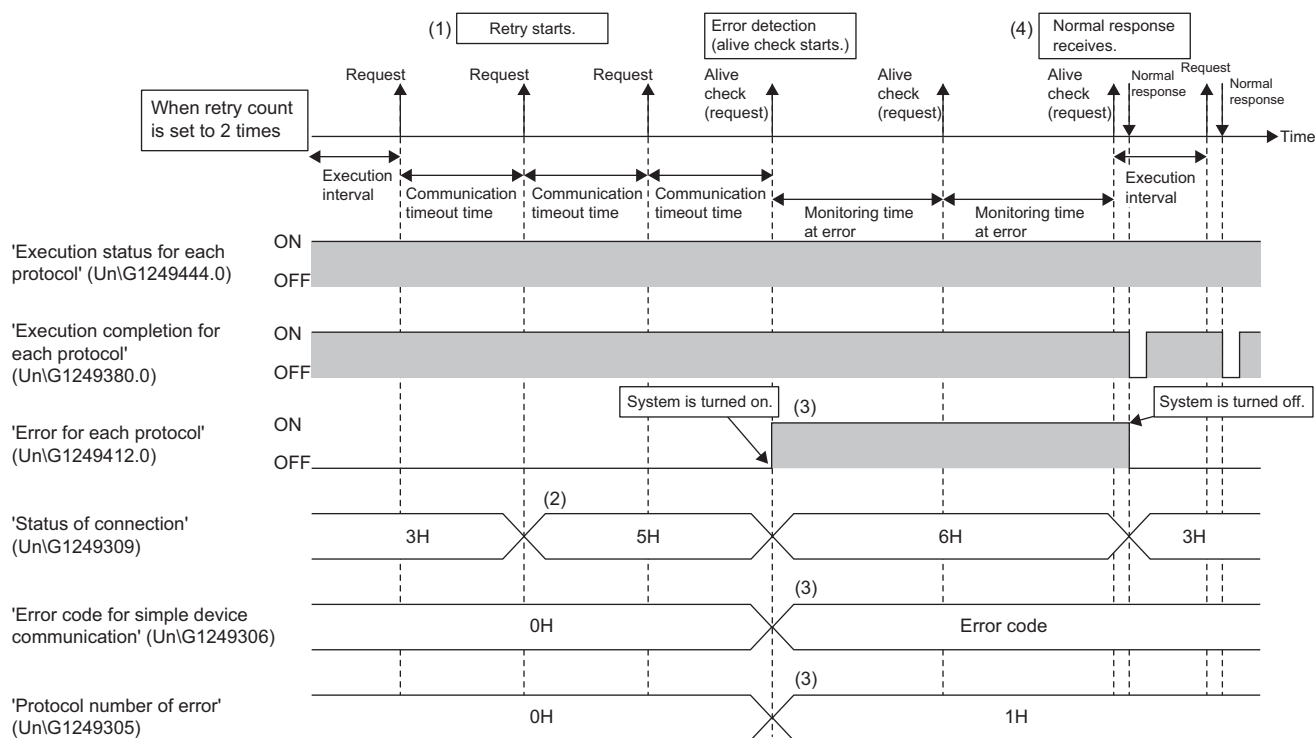 (1)
Retry starts.
Error detection
(alive check starts.)
(4)
Normal response
receives.
Request
Request
Request
Alive
check
(request)
Alive
check
(request)
Alive
check
(request)
Normal
response
Request
Normal
response
When retry count
is set to 2 times
Time
Execution
interval
Communication
timeout time
Communication
timeout time
Communication
timeout time
Monitoring time
at error
Monitoring time
at error
Execution
interval
'Execution status for each
protocol' (Un\G1249444.0)
ON
OFF
'Execution completion for
each protocol'
(Un\G1249380.0)
ON
OFF
System is turned on.
(3)
System is turned off.
'Error for each protocol'
(Un\G1249412.0)
ON
OFF
(2)
'Status of connection'
(Un\G1249309)
3H
5H
6H
3H
(3)
'Error code for simple device
communication' (Un\G1249306)
0H
Error code
(3)
'Protocol number of error'
(Un\G1249305)
0H
1H